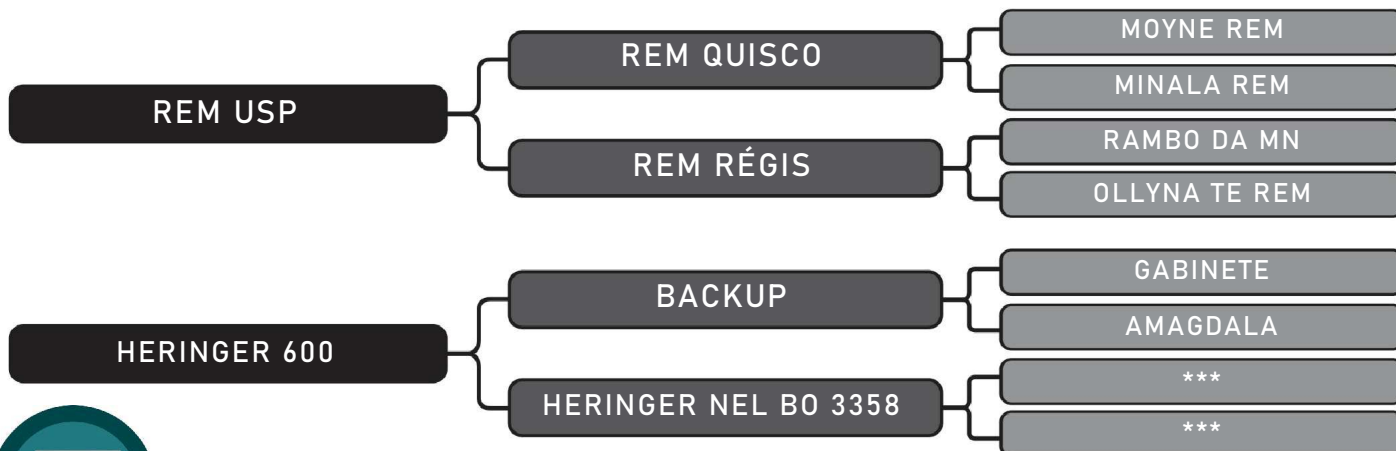 REM USP
REM QUISCO
MOYNE REM
MINALA REM
REM RÉGIS
RAMBO DA MN
OLLYNA TE REM
HERINGER 600
BACKUP
GABINETE
AMAGDALA
HERINGER NEL BO 3358
***
***